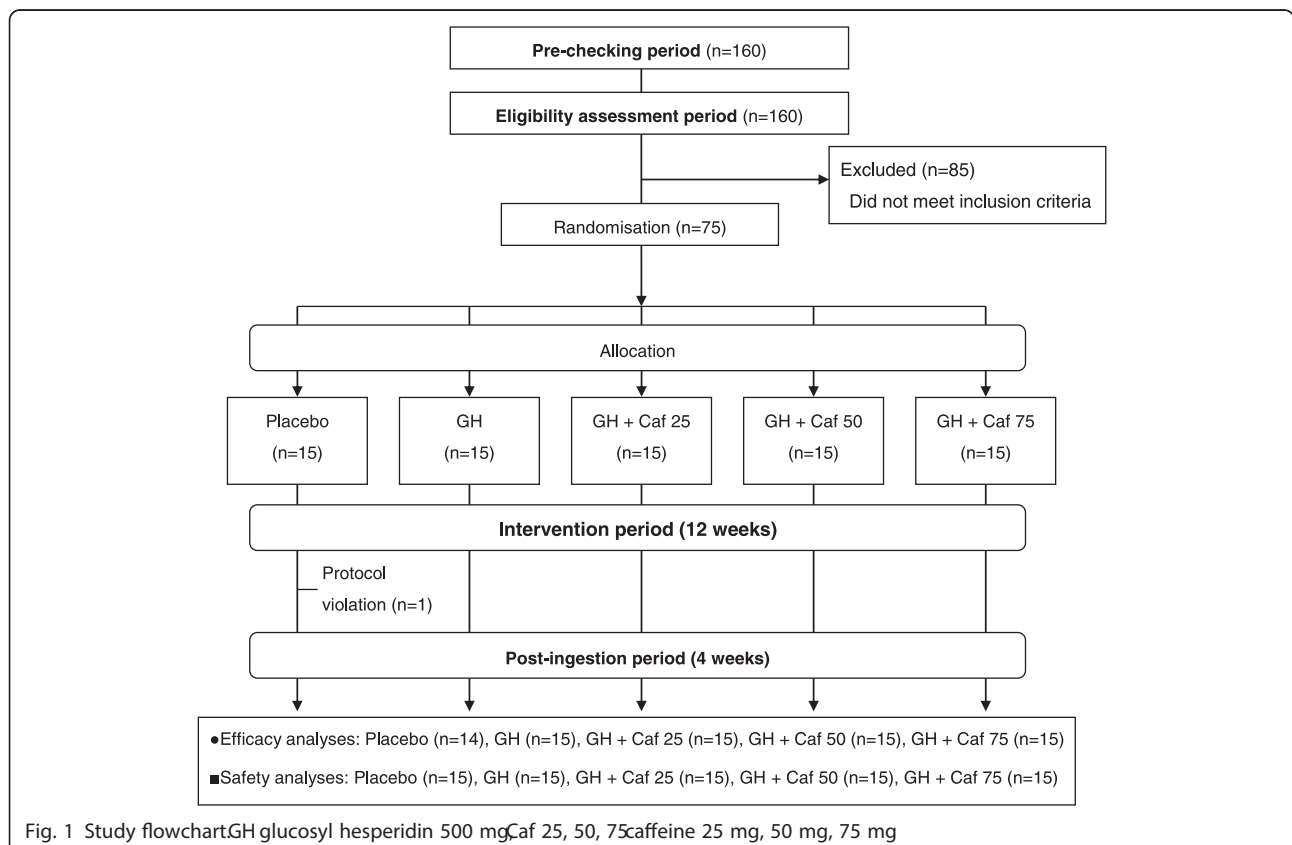 Pre-checking period (n=160)
Eligibility assessment period (n=160)
Excluded (n=85)
Did not meet inclusion criteria
Randomisation (n=75)
Allocation
Placebo
(n=15)
GH
(n=15)
GH + Caf 25
(n=15)
GH + Caf 50
(n=15)
GH + Caf 75
(n=15)
Intervention period (12 weeks)
Protocol
violation (n=1)
Post-ingestion period (4 weeks)
●Efficacy analyses: Placebo (n=14), GH (n=15), GH + Caf 25 (n=15), GH + Caf 50 (n=15), GH + Caf 75 (n=15)
■Safety analyses: Placebo (n=15), GH (n=15), GH + Caf 25 (n=15), GH + Caf 50 (n=15), GH + Caf 75 (n=15)
Fig. 1 Study flowchart.GH glucosyl hesperidin 500 mg,Caf 25, 50, 75caffeine 25 mg, 50 mg, 75 mg